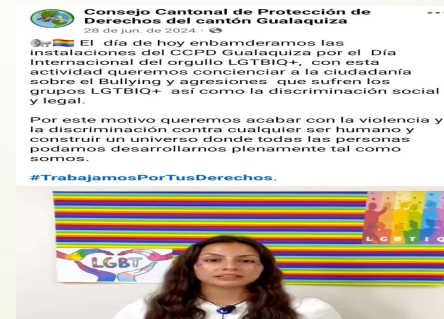 Consejo Cantonal de Protección de
Derechos del cantón Gualaquiza
28 de jun. de 2024 ·
El día de hoy enbamderamos las
instalaciones del CCPD Gualaquiza por el Día
Internacional del orgullo LGTBIQ+, con esta
actividad queremos concienciar a la ciudadanía
sobre el Bullying y agresiones que sufren los
grupos LGTBIQ+ así como la discriminación social
y legal.
Por este motivo queremos acabar con la violencia y
la discriminación contra cualquier ser humano y
construir un universo donde todas las personas
podamos desarrollarnos plenamente tal como
somos.
#TrabajamosPorTusDerechos.
LGBTIQ
LGBT